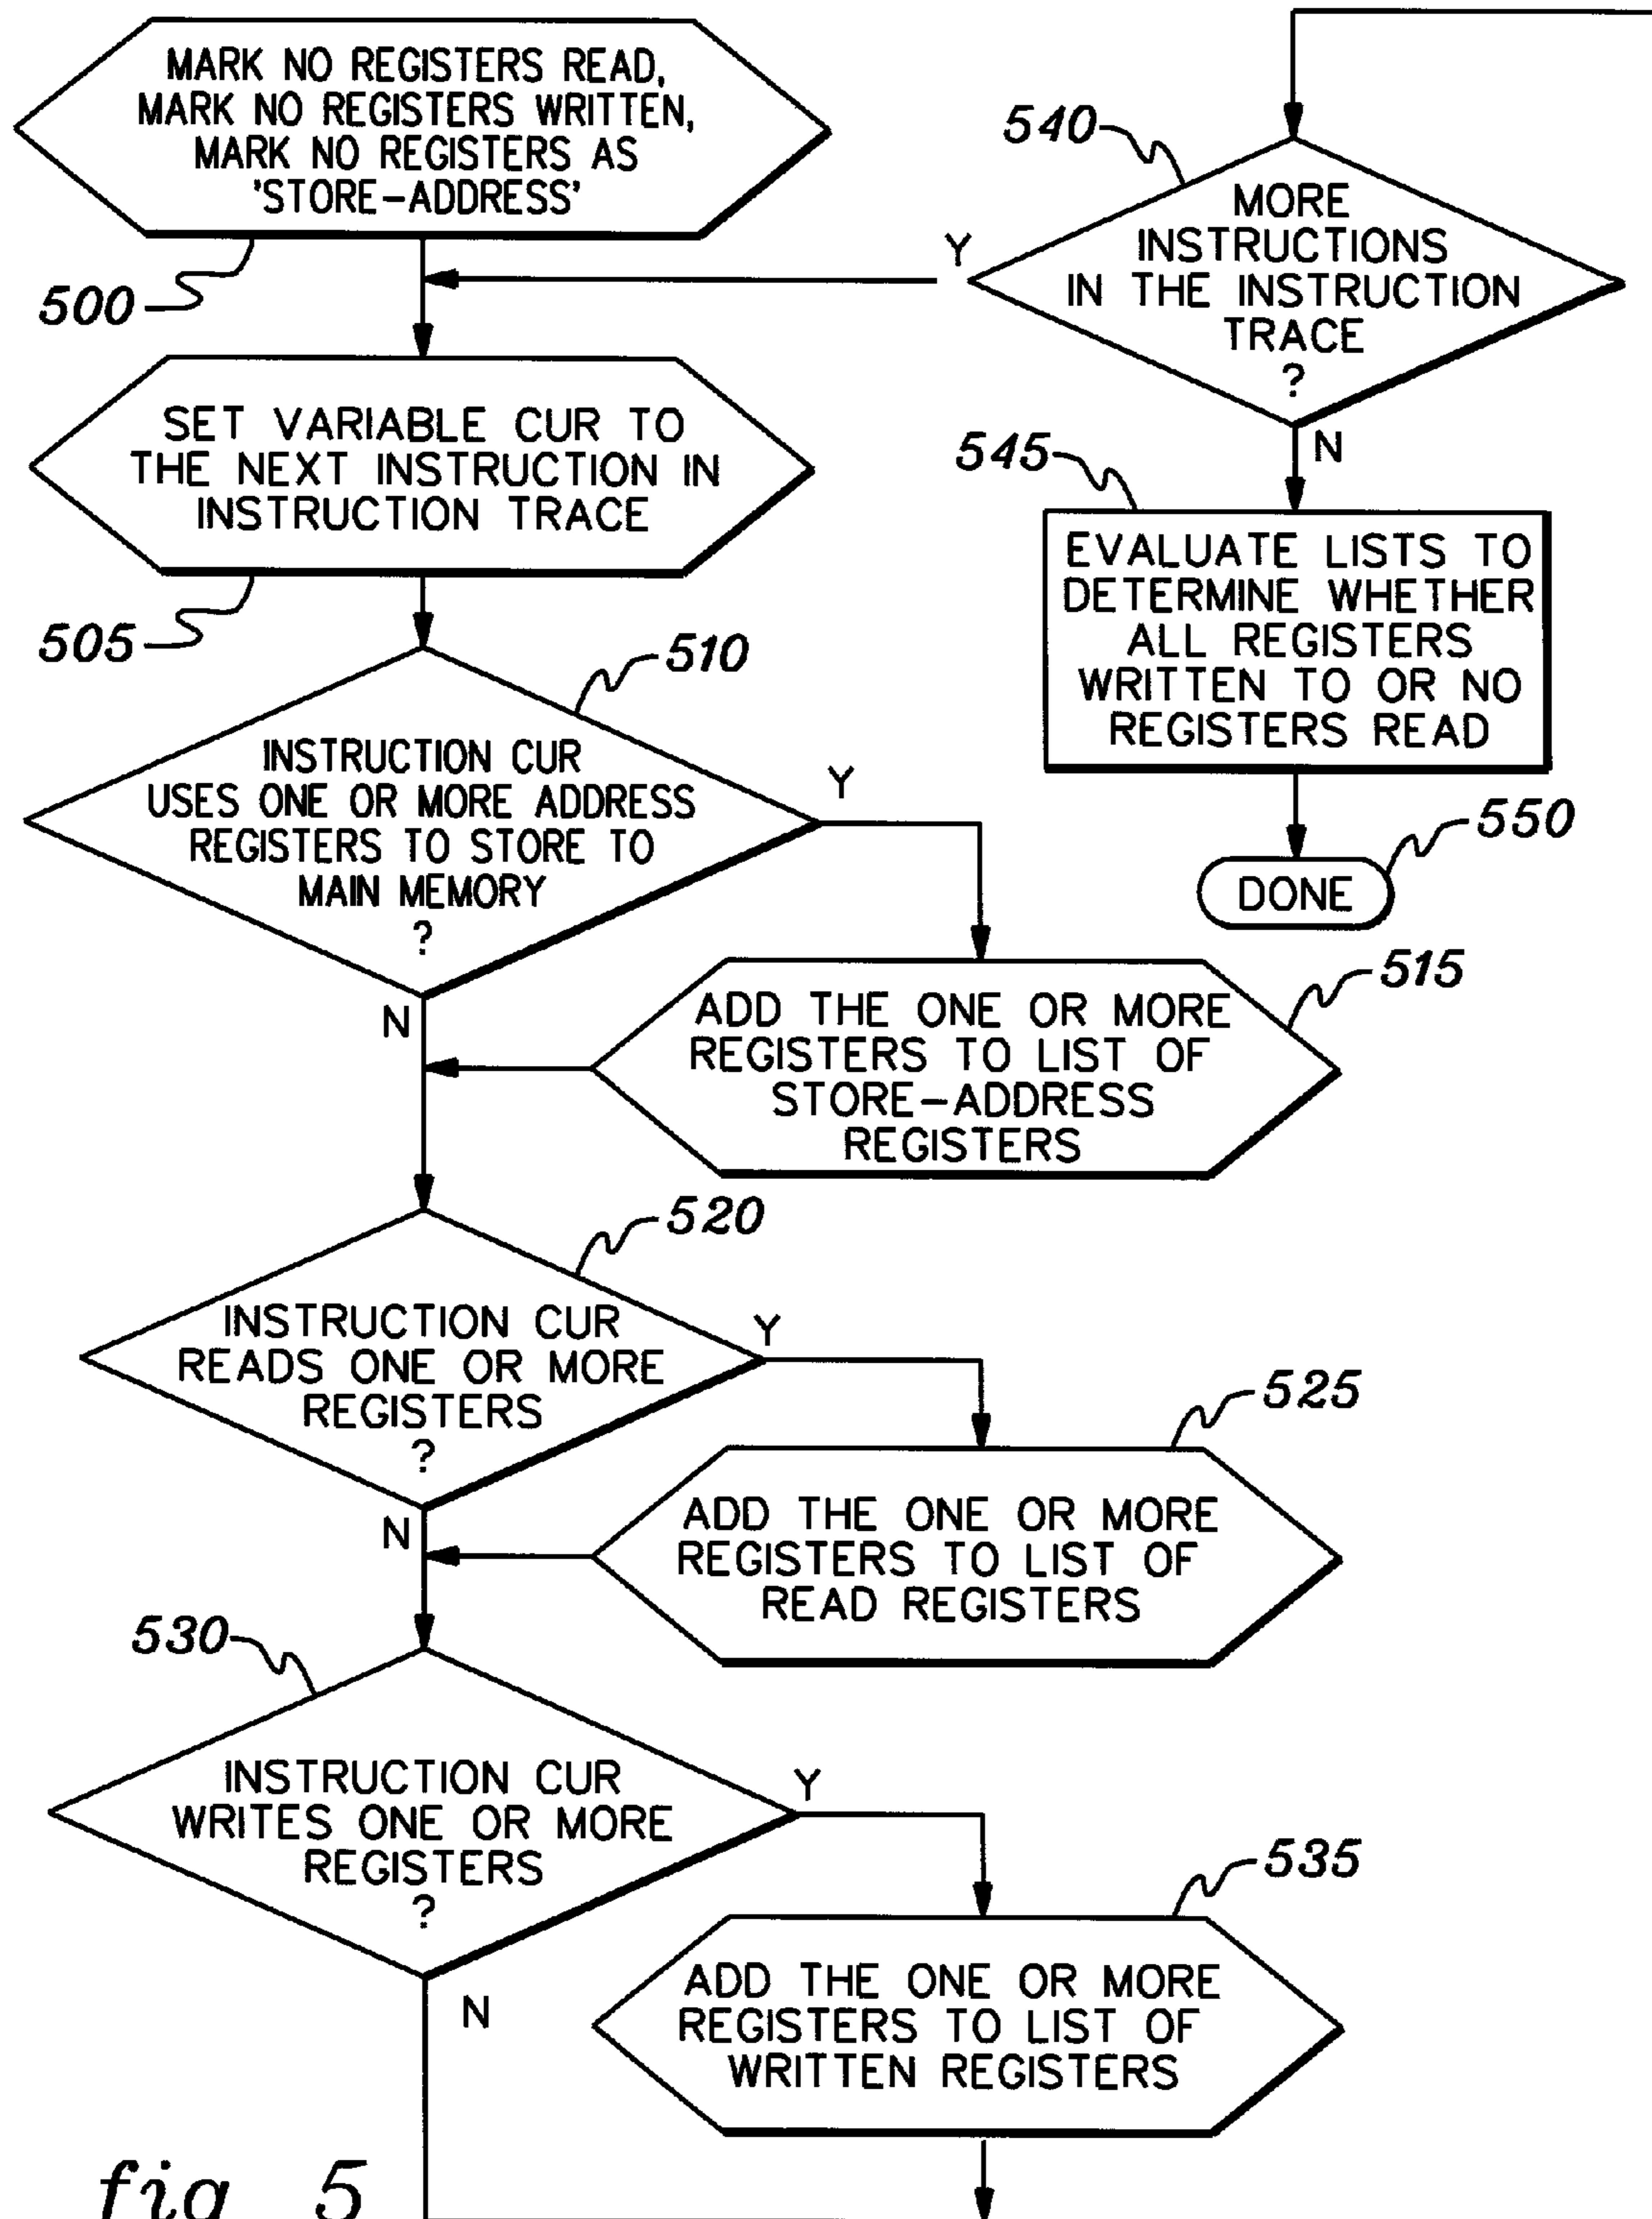 MARK NO REGISTERS READ,
MARK NO REGISTERS WRITTEN,
MARK NO REGISTERS AS
'STORE-ADDRESS'
500
SET VARIABLE CUR TO
THE NEXT INSTRUCTION IN
INSTRUCTION TRACE
505
510
INSTRUCTION CUR
USES ONE OR MORE ADDRESS
REGISTERS TO STORE TO
MAIN MEMORY
?
Y
N
515
ADD THE ONE OR MORE
REGISTERS TO LIST OF
STORE-ADDRESS
REGISTERS
520
INSTRUCTION CUR
READS ONE OR MORE
REGISTERS
?
Y
N
525
ADD THE ONE OR MORE
REGISTERS TO LIST OF
READ REGISTERS
530
INSTRUCTION CUR
WRITES ONE OR MORE
REGISTERS
?
Y
N
535
ADD THE ONE OR MORE
REGISTERS TO LIST OF
WRITTEN REGISTERS
540
MORE
INSTRUCTIONS
IN THE INSTRUCTION
TRACE
?
Y
N
545
EVALUATE LISTS TO
DETERMINE WHETHER
ALL REGISTERS
WRITTEN TO OR NO
REGISTERS READ
550
DONE
fig 5